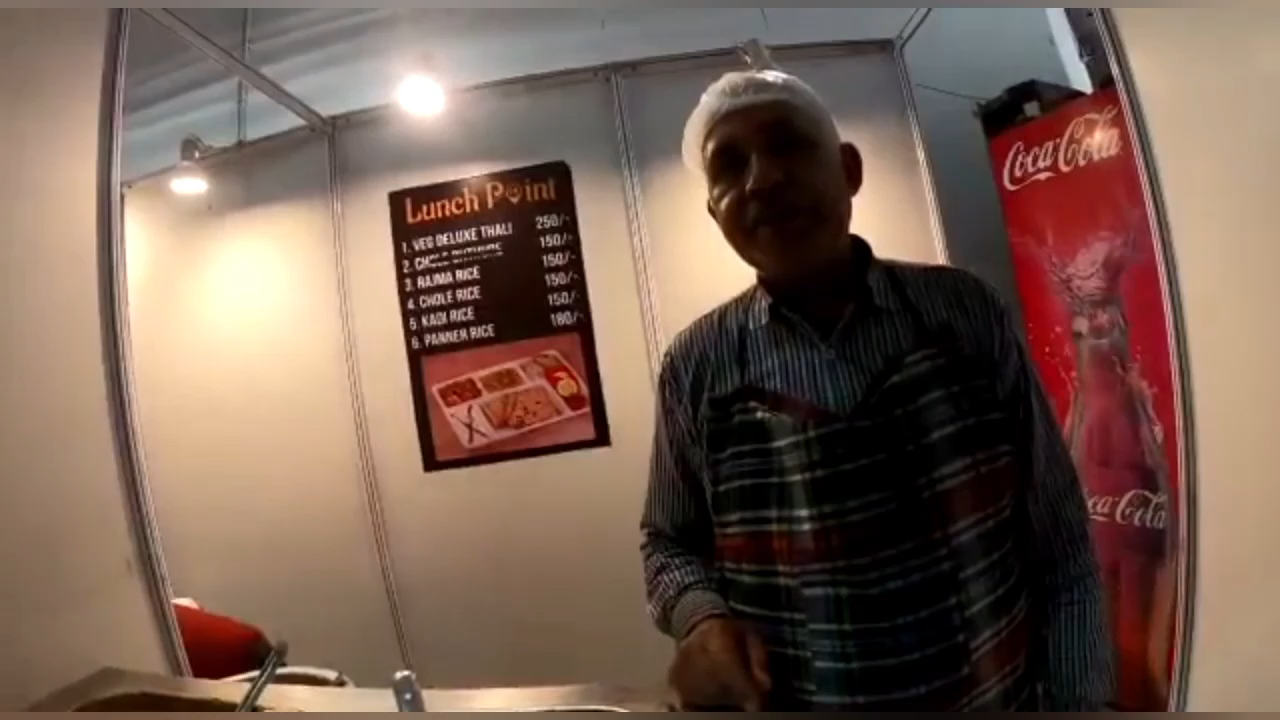 Lunch Point
1. VEG DELUXE THALI 250/-
2. 150/-
3. RAJMA RICE 150/-
4. CHOLE RICE 150/-
5. KADI RICE 150/-
6. PANNER RICE 180/-
Coca-Cola
Coca-Cola